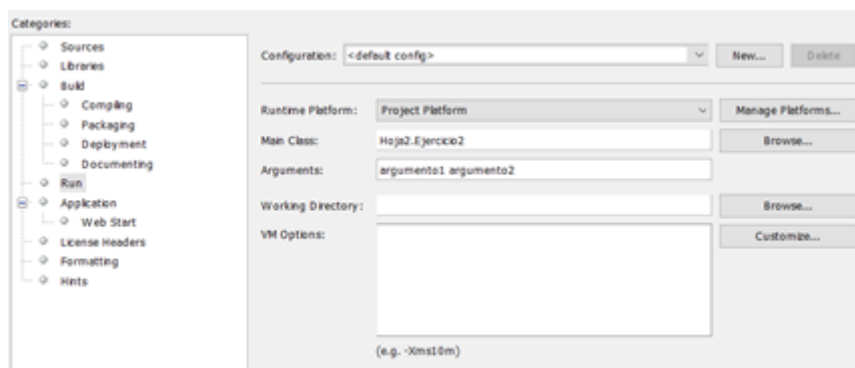 Categories:
Sources
Libraries
Build
Compiling
Packaging
Deployment
Documenting
Run
Application
Web Start
License Headers
Formatting
Hints
Configuration: <default config> New... Delete
Runtime Platform: Project Platform Manage Platforms...
Main Class: Hoja2.Ejercicio2 Browse...
Arguments: argumento1 argumento2
Working Directory: Browse...
VM Options: Customize...
(e.g. -Xms10m)